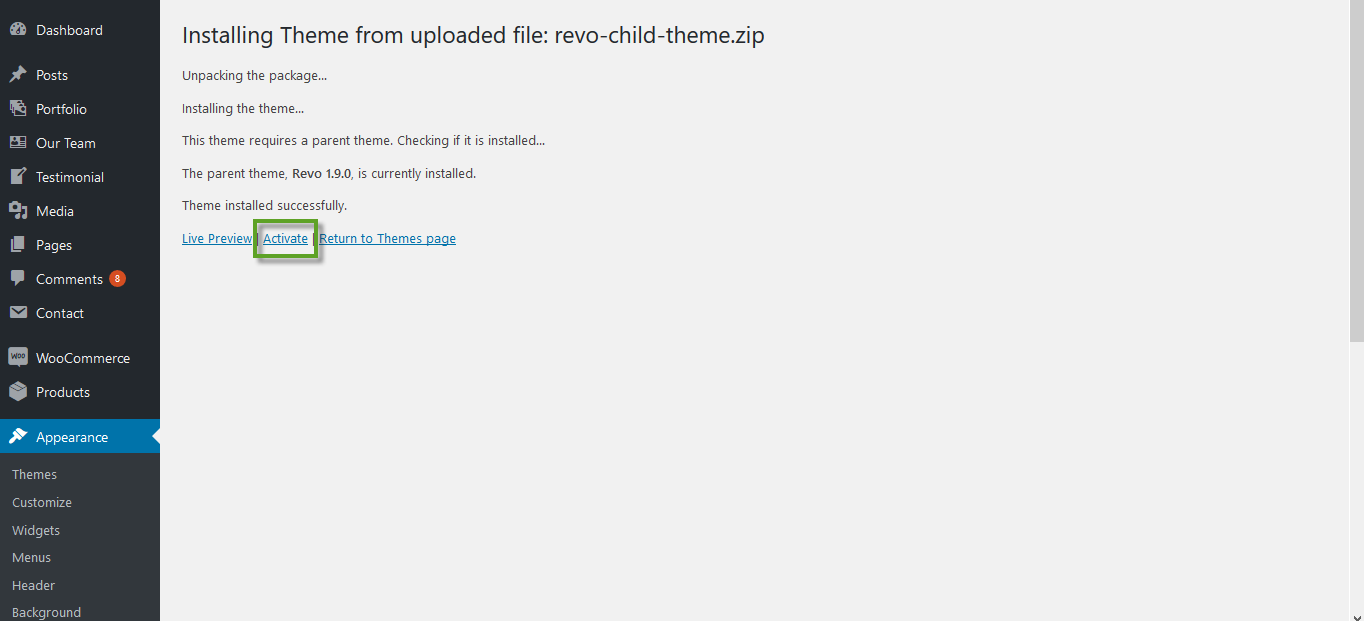 Dashboard
Posts
Portfolio
Our Team
Testimonial
Media
Pages
Comments 8
Contact
WOO WooCommerce
Products
Appearance
Themes
Customize
Widgets
Menus
Header
Background
Installing Theme from uploaded file: revo-child-theme.zip
Unpacking the package...
Installing the theme...
This theme requires a parent theme. Checking if it is installed...
The parent theme, Revo 1.9.0, is currently installed.
Theme installed successfully.
Live Preview | Activate | Return to Themes page